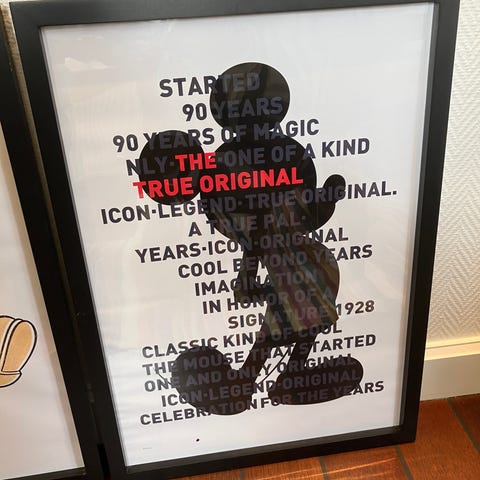 STARTED
90 YEARS
90 YEARS OF MAGIC
NLY·THE·ONE OF A KIND
TRUE ORIGINAL
ICON·LEGEND·TRUE ORIGINAL.
A TRUE PAL·
YEARS·ICON·ORIGINAL
COOL BEYOND YEARS
IMAGINATION
IN HONOR OF A
SIGNATURE 1928
CLASSIC KIND OF COOL
THE MOUSE THAT STARTED
ONE AND ONLY ORIGINAL
ICON·LEGEND·ORIGINAL
CELEBRATION FOR THE YEARS